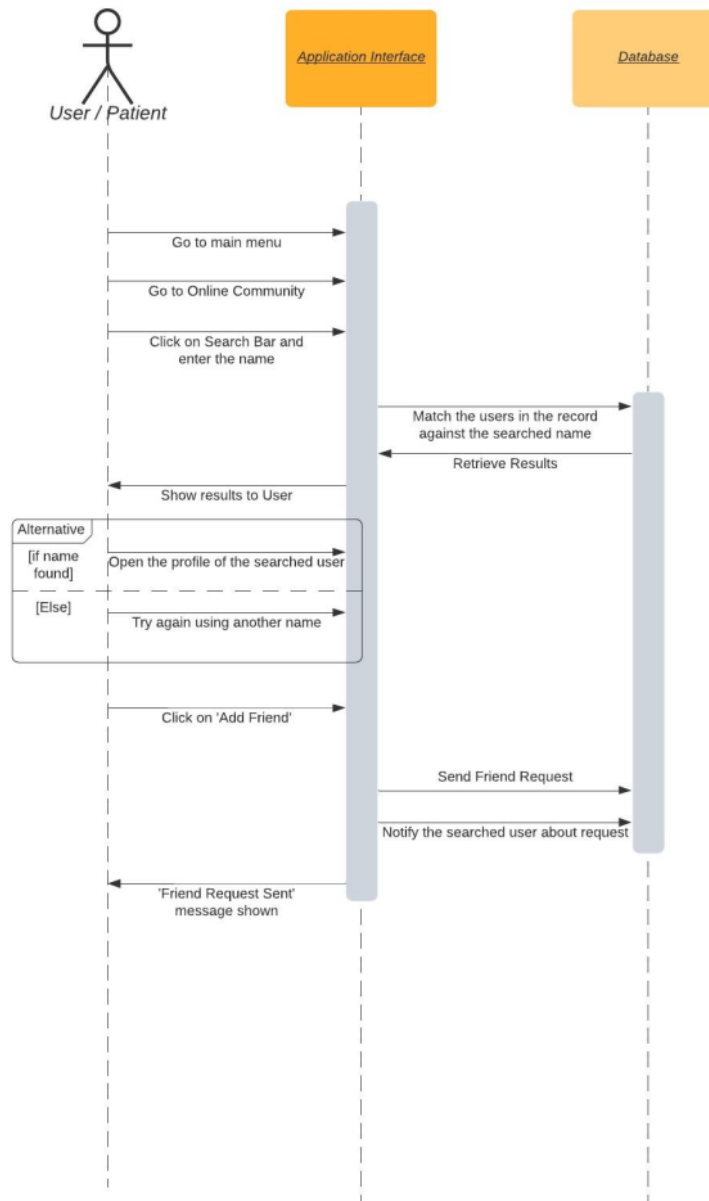 User / Patient
Application Interface
Database
Go to main menu
Go to Online Community
Click on Search Bar and
enter the name
Match the users in the record
against the searched name
Retrieve Results
Show results to User
Alternative
[if name
found]
Open the profile of the searched user
[Else]
Try again using another name
Click on 'Add Friend'
Send Friend Request
Notify the searched user about request
'Friend Request Sent'
message shown